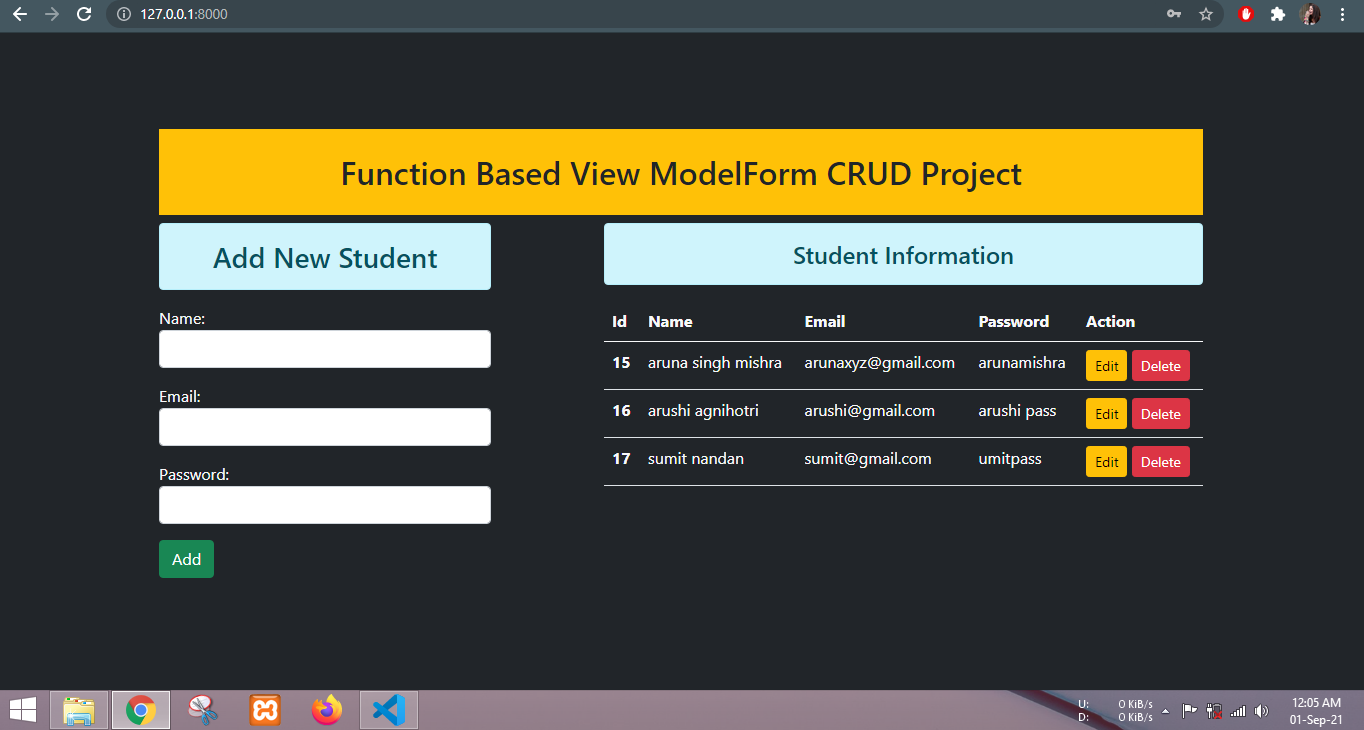 127.0.0.1:8000
Function Based View ModelForm CRUD Project
Add New Student
Name:
Email:
Password:
Add
Student Information
Id Name Email Password Action
15 aruna singh mishra arunaxyz@gmail.com arunamishra Edit Delete
16 arushi agnihotri arushi@gmail.com arushi pass Edit Delete
17 sumit nandan sumit@gmail.com umitpass Edit Delete
U: 0 KiB/s
D: 0 KiB/s
12:05 AM
01-Sep-21